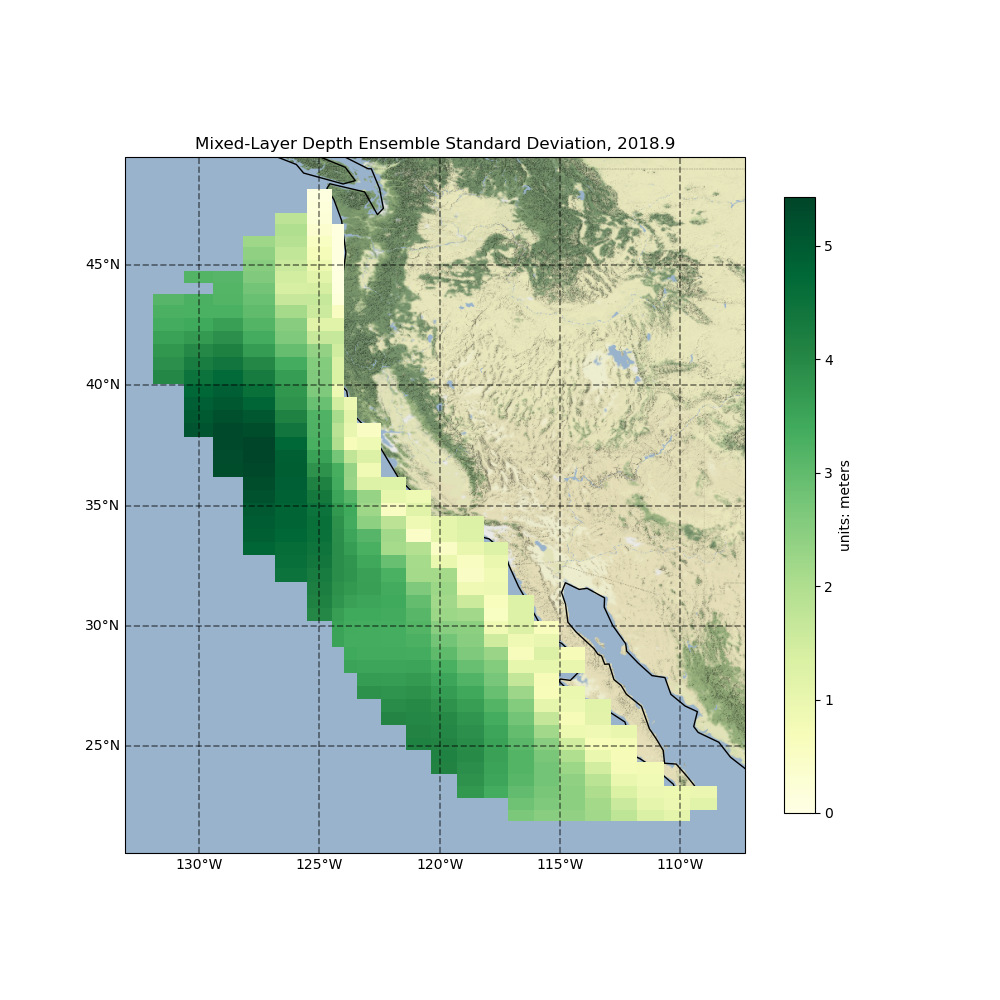 Mixed-Layer Depth Ensemble Standard Deviation, 2018.9
45°N
40°N
35°N
30°N
25°N
130°W
125°W
120°W
115°W
110°W
5
4
3
2
1
0
units: meters